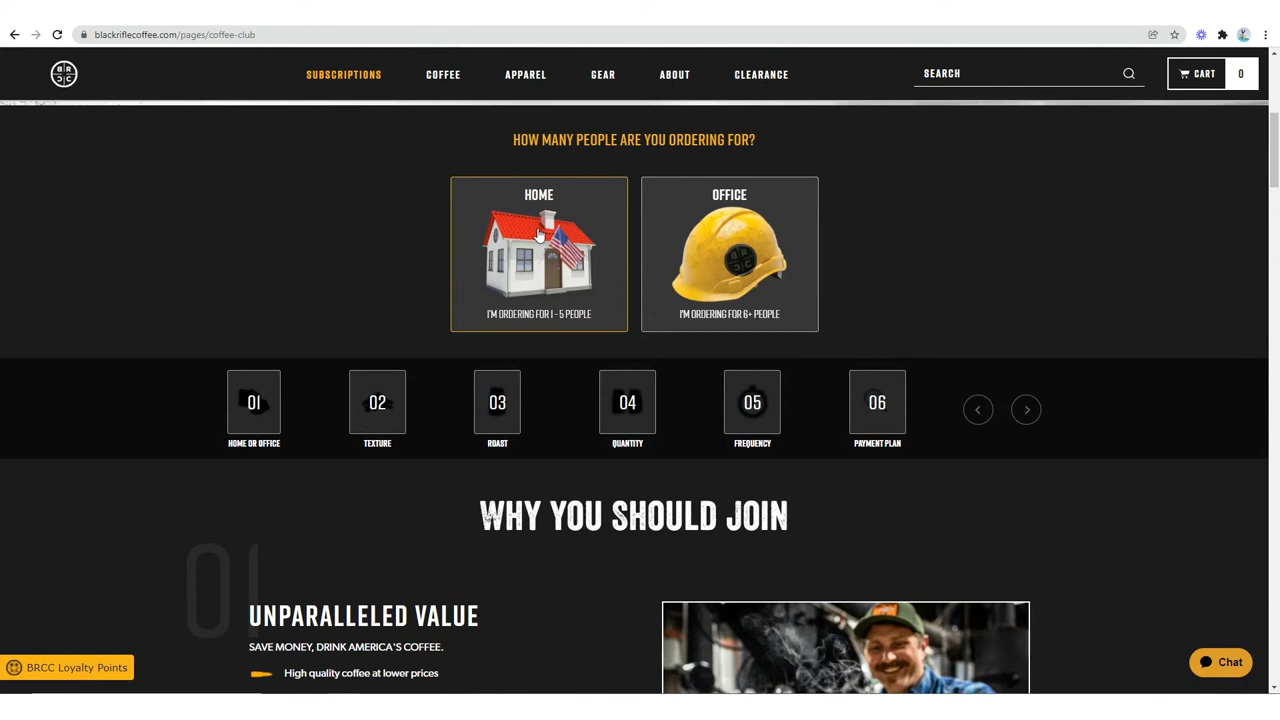 blackriflecoffee.com/pages/coffee-club
B R
C C
SUBSCRIPTIONS
COFFEE
APPAREL
GEAR
ABOUT
CLEARANCE
SEARCH
CART
0
HOW MANY PEOPLE ARE YOU ORDERING FOR?
HOME
I'M ORDERING FOR 1 - 5 PEOPLE
OFFICE
I'M ORDERING FOR 6+ PEOPLE
01
HOME OR OFFICE
02
TEXTURE
03
ROAST
04
QUANTITY
05
FREQUENCY
06
PAYMENT PLAN
WHY YOU SHOULD JOIN
01
UNPARALLELED VALUE
SAVE MONEY, DRINK AMERICA'S COFFEE.
High quality coffee at lower prices
BRCC Loyalty Points
Chat